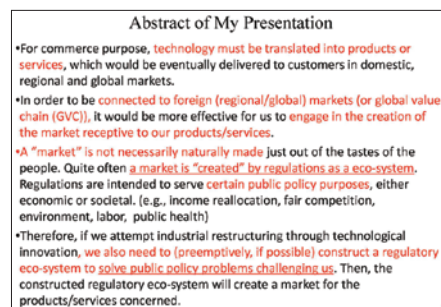 Abstract of My Presentation
•For commerce purpose, technology must be translated into products or
services, which would be eventually delivered to customers in domestic,
regional and global markets.
•In order to be connected to foreign (regional/global) markets (or global value
chain (GVC)), it would be more effective for us to engage in the creation of
the market receptive to our products/services.
•A “market” is not necessarily naturally made just out of the tastes of the
people. Quite often a market is “created” by regulations as a eco-system.
Regulations are intended to serve certain public policy purposes, either
economic or societal. (e.g., income reallocation, fair competition,
environment, labor, public health)
•Therefore, if we attempt industrial restructuring through technological
innovation, we also need to (preemptively, if possible) construct a regulatory
eco-system to solve public policy problems challenging us. Then, the
constructed regulatory eco-system will create a market for the
products/services concerned.